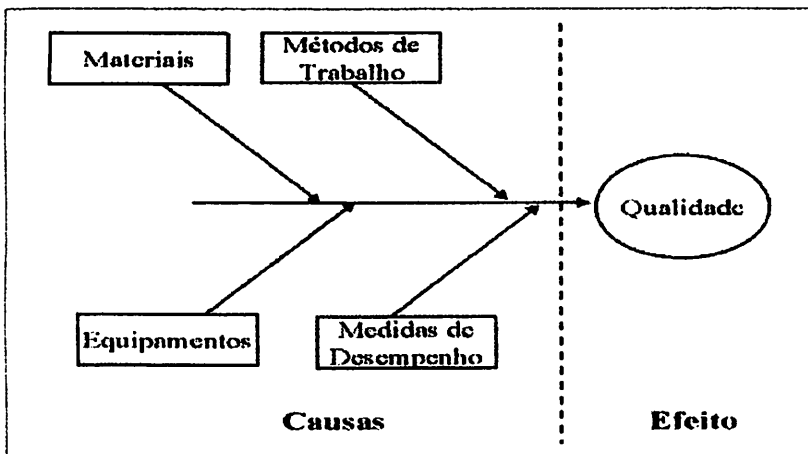 Materiais
Métodos de
Trabalho
Qualidade
Equipamentos
Medidas de
Desempenho
Causas
Efeito